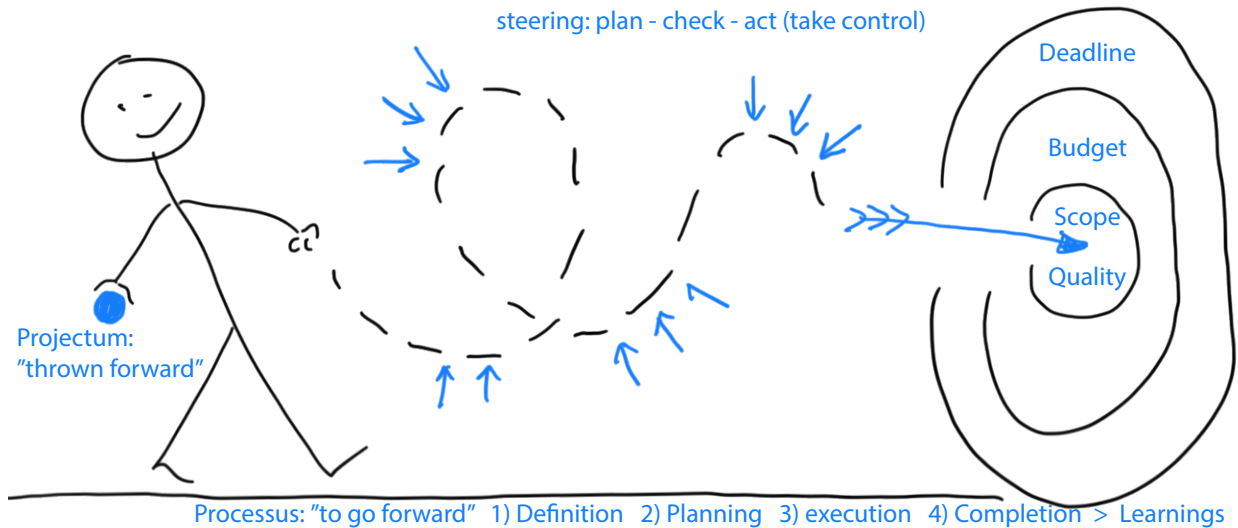 steering: plan - check - act (take control)
Deadline
Budget
Scope
Quality
Projectum:
”thrown forward”
Processus: ”to go forward” 1) Definition 2) Planning 3) execution 4) Completion > Learnings